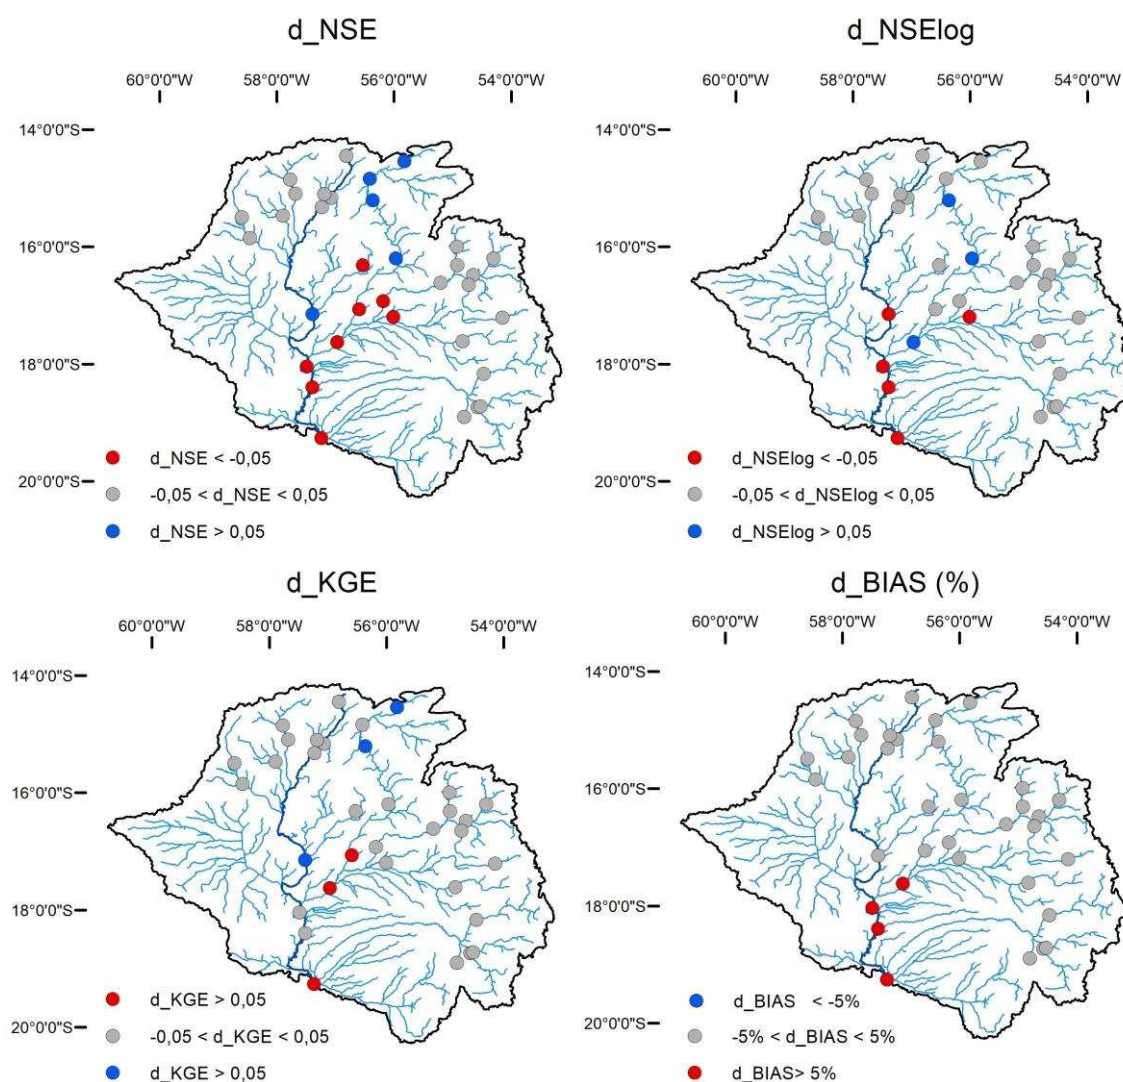 d_NSE
60°0'0"W 58°0'0"W 56°0'0"W 54°0'0"W
14°0'0"S
16°0'0"S
18°0'0"S
20°0'0"S
d_NSE < -0,05
-0,05 < d_NSE < 0,05
d_NSE > 0,05
d_NSElog
60°0'0"W 58°0'0"W 56°0'0"W 54°0'0"W
14°0'0"S
16°0'0"S
18°0'0"S
20°0'0"S
d_NSElog < -0,05
-0,05 < d_NSElog < 0,05
d_NSElog > 0,05
d_KGE
60°0'0"W 58°0'0"W 56°0'0"W 54°0'0"W
14°0'0"S
16°0'0"S
18°0'0"S
20°0'0"S
d_KGE > 0,05
-0,05 < d_KGE < 0,05
d_KGE > 0,05
d_BIAS (%)
60°0'0"W 58°0'0"W 56°0'0"W 54°0'0"W
14°0'0"S
16°0'0"S
18°0'0"S
20°0'0"S
d_BIAS < -5%
-5% < d_BIAS < 5%
d_BIAS> 5%